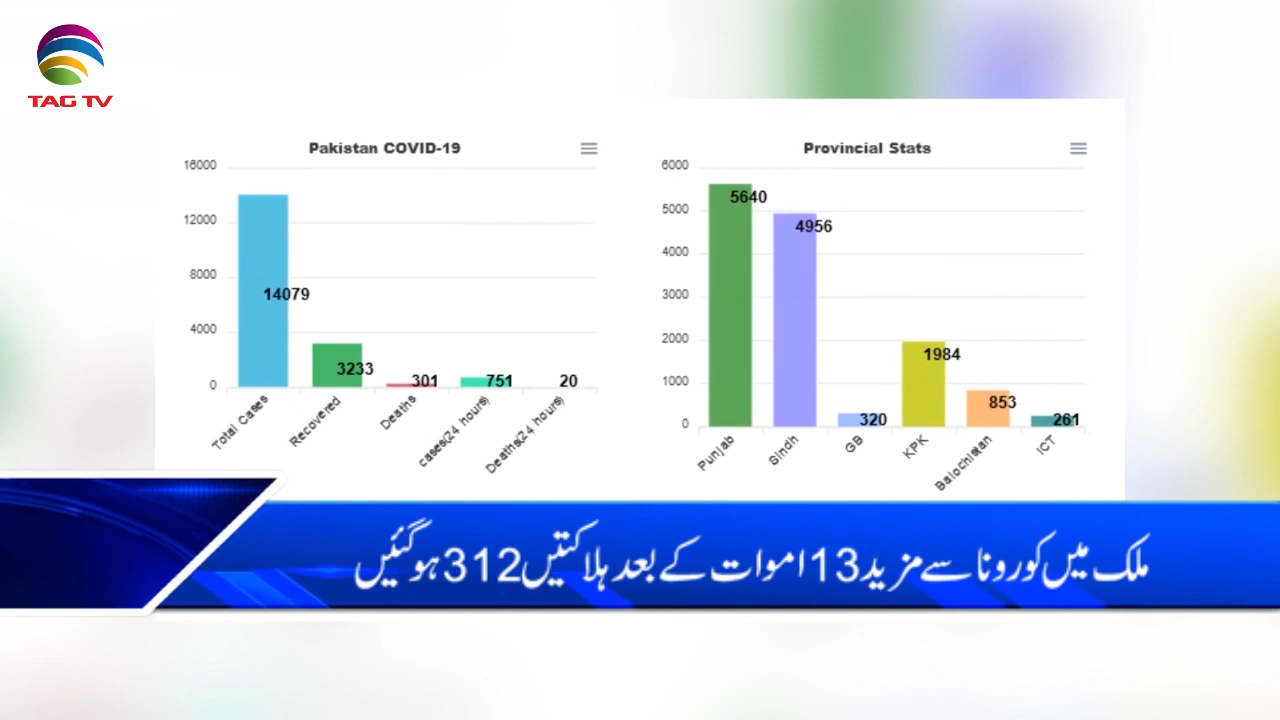 TAG TV
Pakistan COVID-19
16000
12000
8000
4000
0
14079
3233
301
751
20
Total Cases
Recovered
Deaths
cases(24 hours)
Deaths(24 hours)
Provincial Stats
6000
5000
4000
3000
2000
1000
0
5640
4956
320
1984
853
261
Punjab
Sindh
GB
KPK
Balochistan
ICT
ملک میں کورونا سے مزید 13 اموات کے بعد ہلاکتیں 312 ہوگئیں